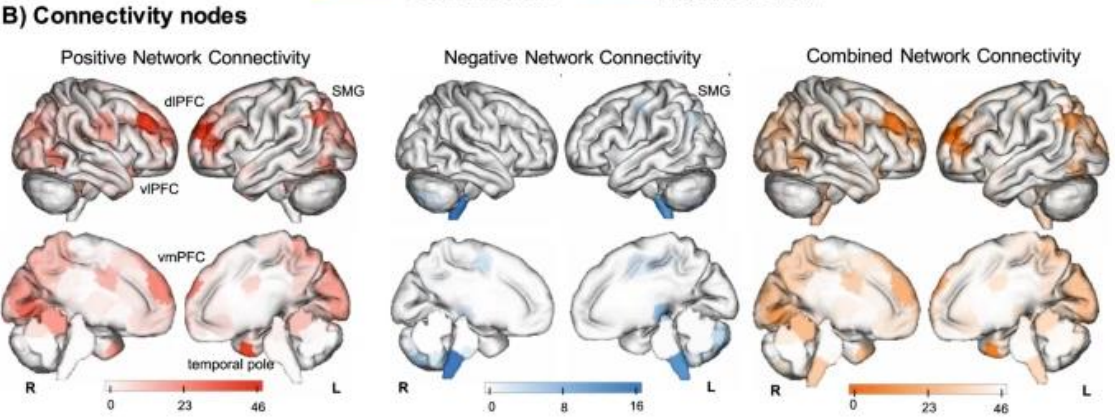 B) Connectivity nodes
Positive Network Connectivity
Negative Network Connectivity
Combined Network Connectivity
dlPFC
SMG
vlPFC
SMG
vmPFC
temporal pole
R
L
0 23 46
R
L
0 8 16
R
L
0 23 46